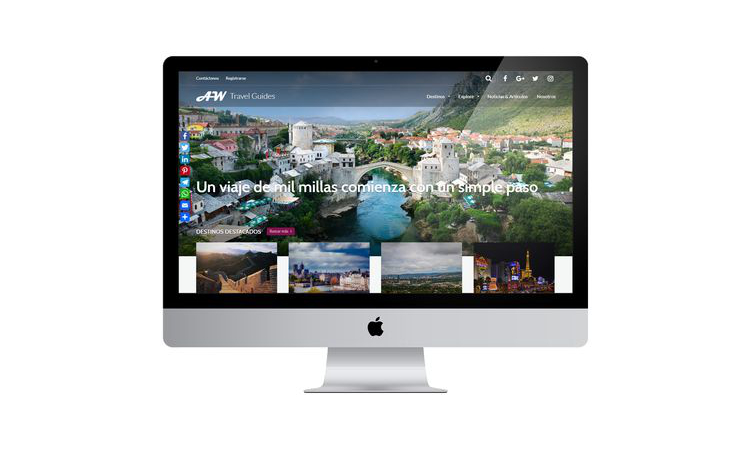 Contáctenos Registrarse
AW Travel Guides
Destinos Explore Noticias & Artículos Nosotros
Un viaje de mil millas comienza con un simple paso
DESTINOS DESTACADOS Buscar más >